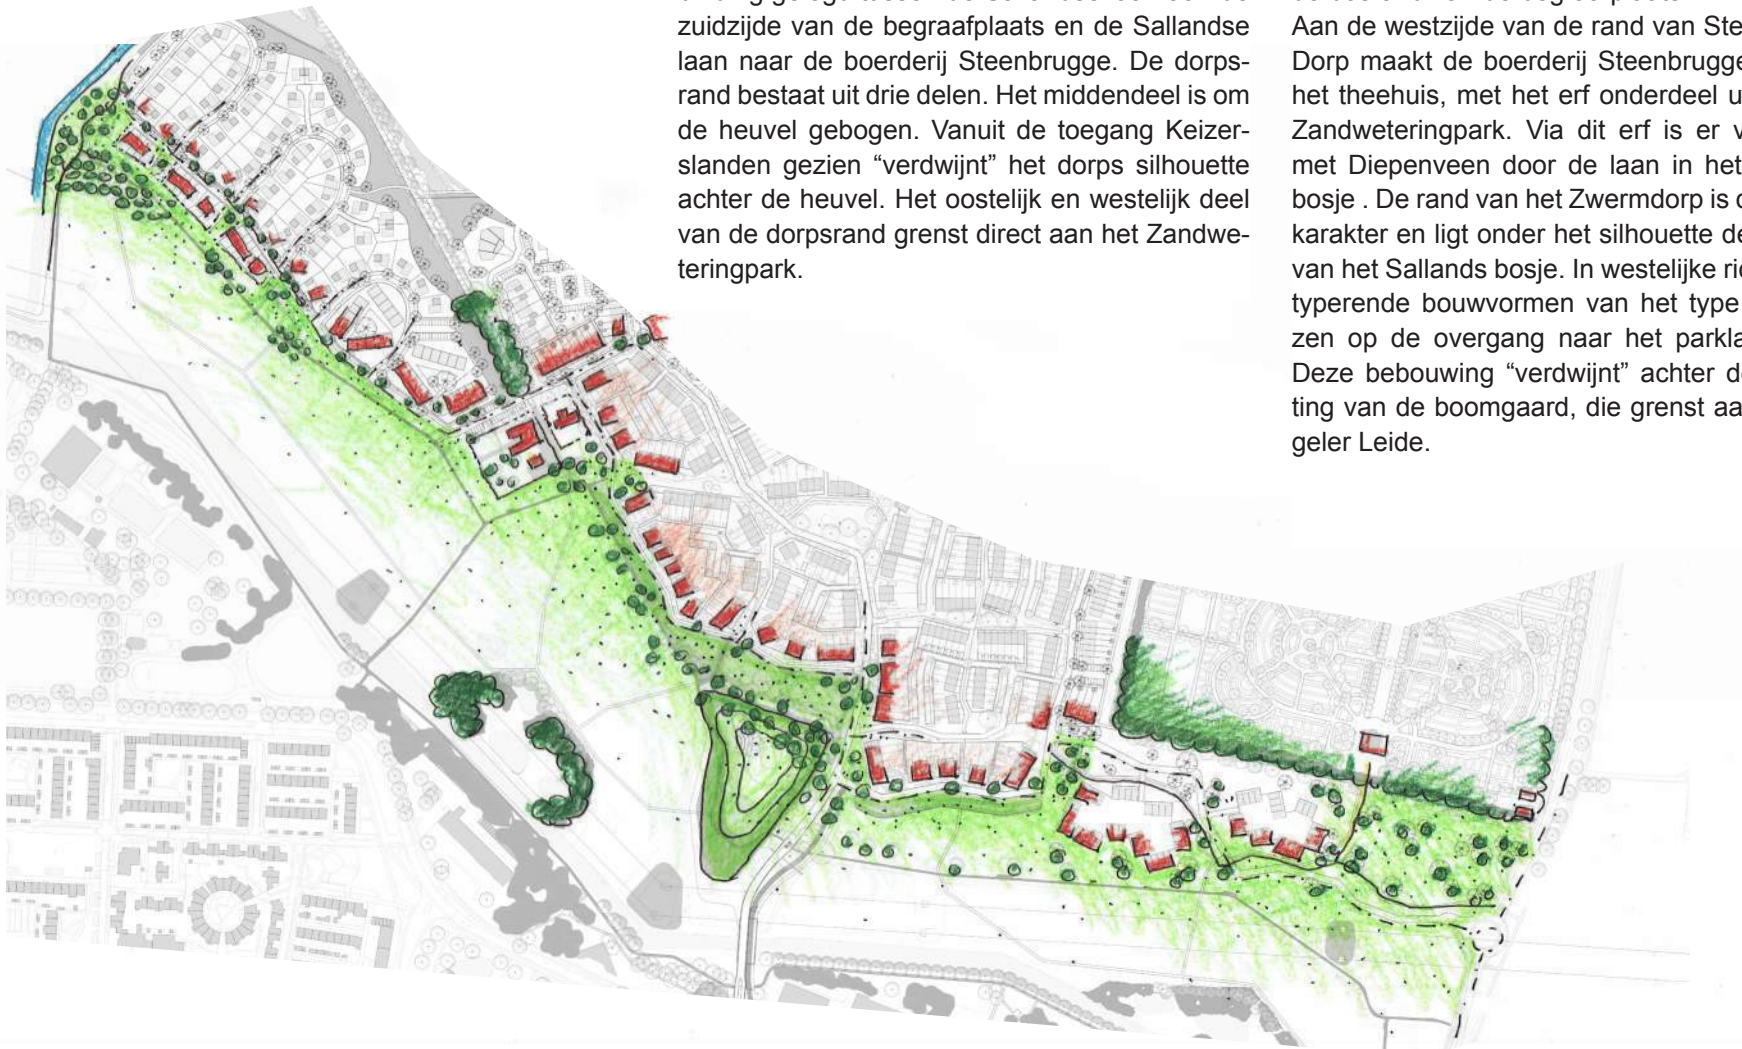 zuidzijde van de begraafplaats en de Sallandse
laan naar de boerderij Steenbrugge. De dorps-
rand bestaat uit drie delen. Het middendeel is om
de heuvel gebogen. Vanuit de toegang Keizer-
slanden gezien “verdwijnt” het dorps silhouette
achter de heuvel. Het oostelijk en westelijk deel
van de dorpsrand grenst direct aan het Zandwe-
teringpark.
Aan de westzijde van de rand van Ste
Dorp maakt de boerderij Steenbrugge
het theehuis, met het erf onderdeel u
Zandweteringpark. Via dit erf is er v
met Diepenveen door de laan in het
bosje . De rand van het Zwermdorp is
karakter en ligt onder het silhouette de
van het Sallands bosje. In westelijke ric
typerende bouwvormen van het type
zen op de overgang naar het parkla
Deze bebouwing “verdwijnt” achter de
ting van de boomgaard, die grenst aa
geler Leide.